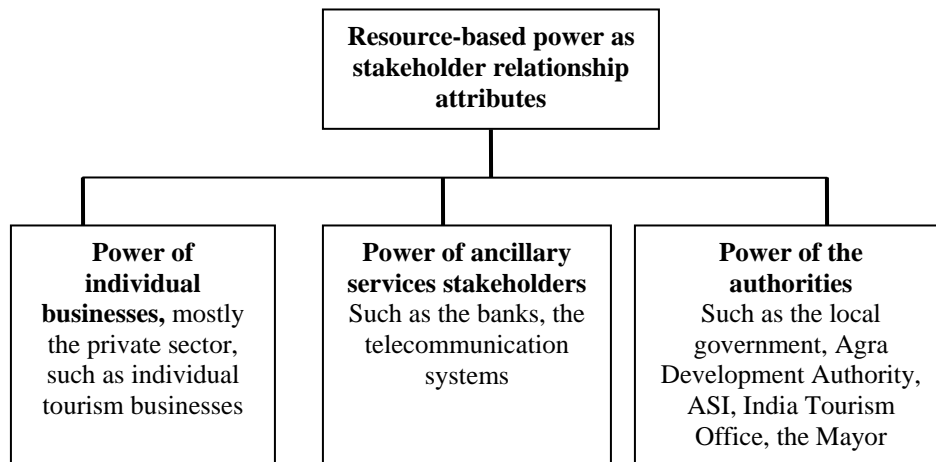 Resource-based power as
stakeholder relationship
attributes
Power of
individual
businesses, mostly
the private sector,
such as individual
tourism businesses
Power of ancillary
services stakeholders
Such as the banks, the
telecommunication
systems
Power of the
authorities
Such as the local
government, Agra
Development Authority,
ASI, India Tourism
Office, the Mayor